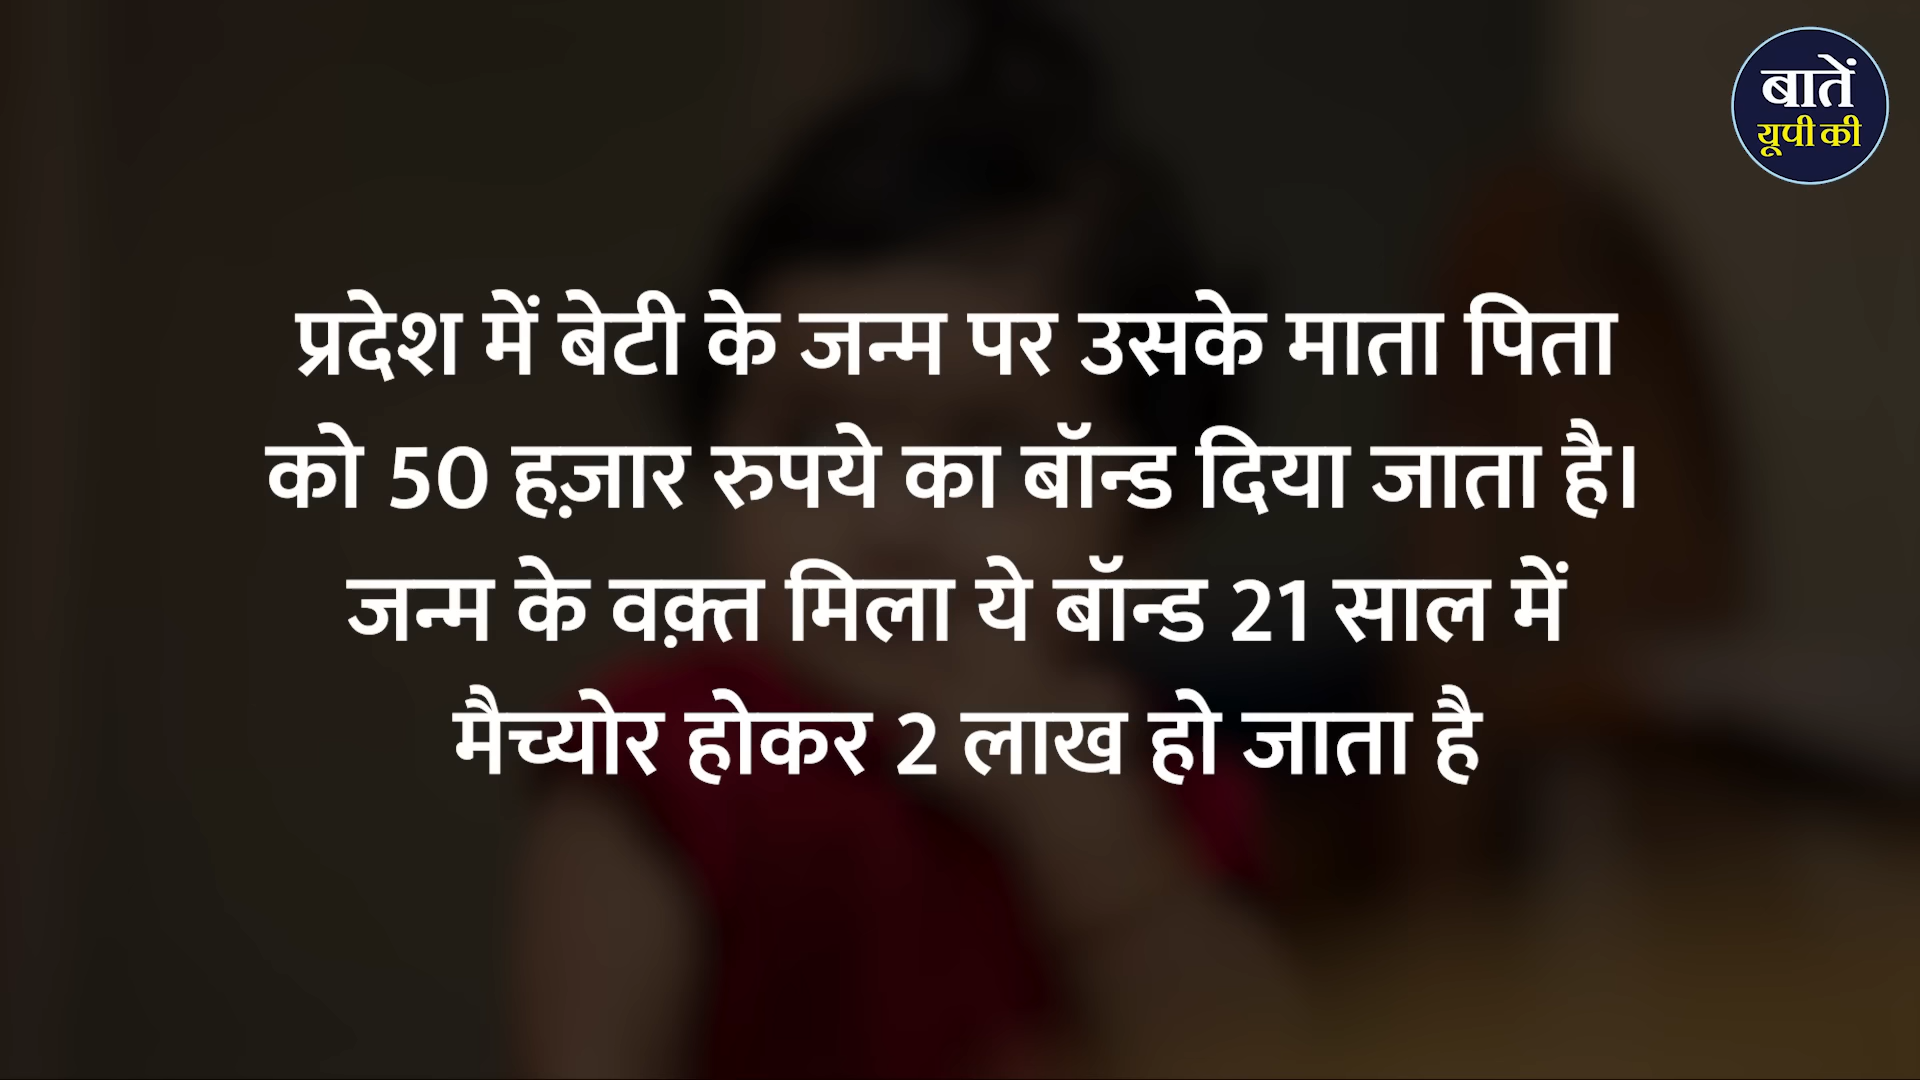 बातें
यूपी की
प्रदेश में बेटी के जन्म पर उसके माता पिता
को 50 हज़ार रुपये का बॉन्ड दिया जाता है।
जन्म के वक़्त मिला ये बॉन्ड 21 साल में
मैच्योर होकर 2 लाख हो जाता है